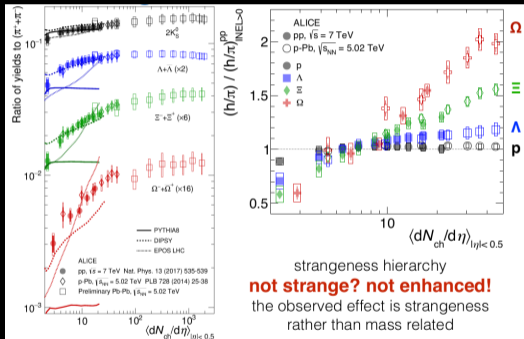 Ratio of yields to (π⁺+π⁻)
10⁻¹
10⁻²
10⁻³
2K⁰ₛ
Λ+Λ̅ (×2)
Ξ⁻+Ξ̅⁺ (×6)
Ω⁻+Ω̅⁺ (×16)
PYTHIA8
DIPSY
EPOS LHC
ALICE
pp, √s = 7 TeV Nat. Phys. 13 (2017) 535-539
p-Pb, √sNN = 5.02 TeV PLB 728 (2014) 25-38
Preliminary Pb-Pb, √sNN = 5.02 TeV
10 10² 10³
⟨dNch/dη⟩|η|< 0.5
(h/π) / (h/π)ppINEL>0
2
1.5
1
0.5
ALICE
pp, √s = 7 TeV
p-Pb, √sNN = 5.02 TeV
p
Λ
Ξ
Ω
Ω
Ξ
Λ
p
10
⟨dNch/dη⟩|η|< 0.5
strangeness hierarchy
not strange? not enhanced!
the observed effect is strangeness
rather than mass related